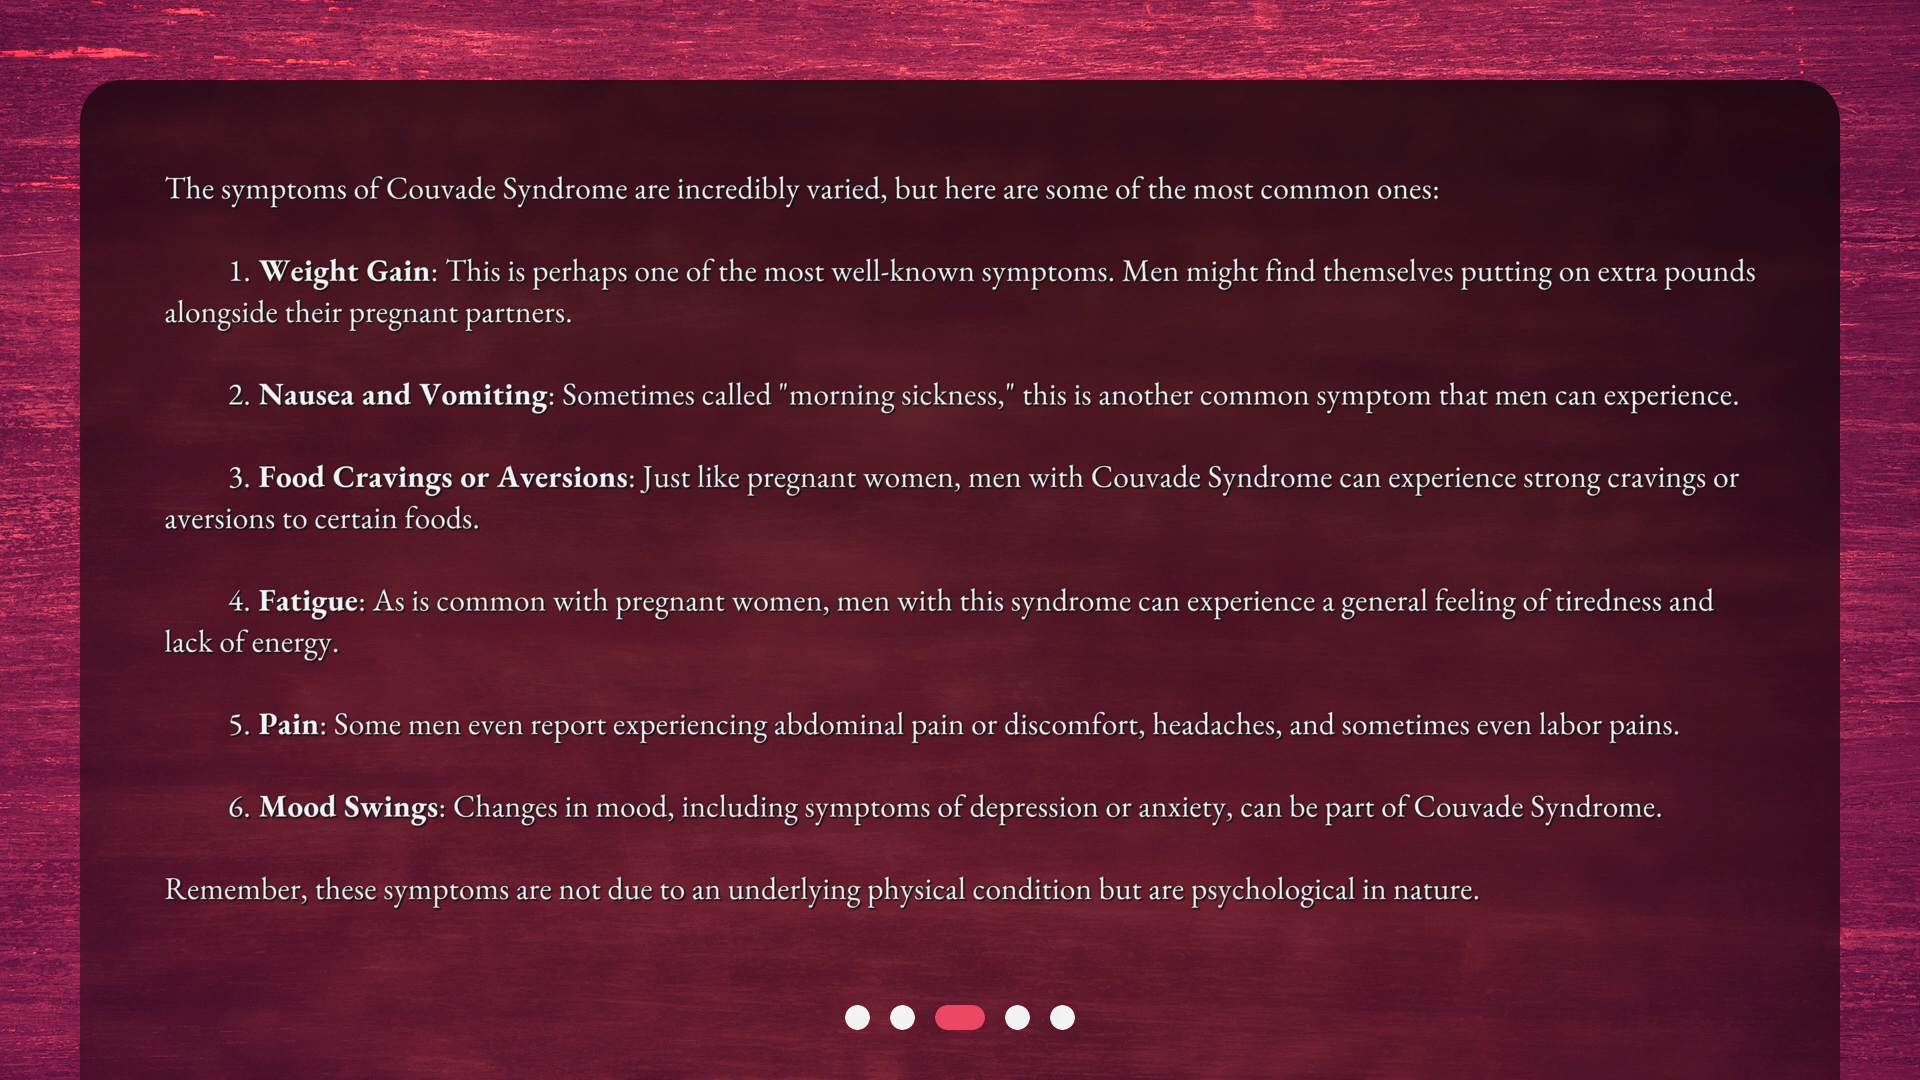 The symptoms of Couvade Syndrome are incredibly varied, but here are some of the most common ones:
1. Weight Gain: This is perhaps one of the most well-known symptoms. Men might find themselves putting on extra pounds
alongside their pregnant partners.
2. Nausea and Vomiting: Sometimes called "morning sickness," this is another common symptom that men can experience.
3. Food Cravings or Aversions: Just like pregnant women, men with Couvade Syndrome can experience strong cravings or
aversions to certain foods.
4. Fatigue: As is common with pregnant women, men with this syndrome can experience a general feeling of tiredness and
lack of energy.
5. Pain: Some men even report experiencing abdominal pain or discomfort, headaches, and sometimes even labor pains.
6. Mood Swings: Changes in mood, including symptoms of depression or anxiety, can be part of Couvade Syndrome.
Remember, these symptoms are not due to an underlying physical condition but are psychological in nature.